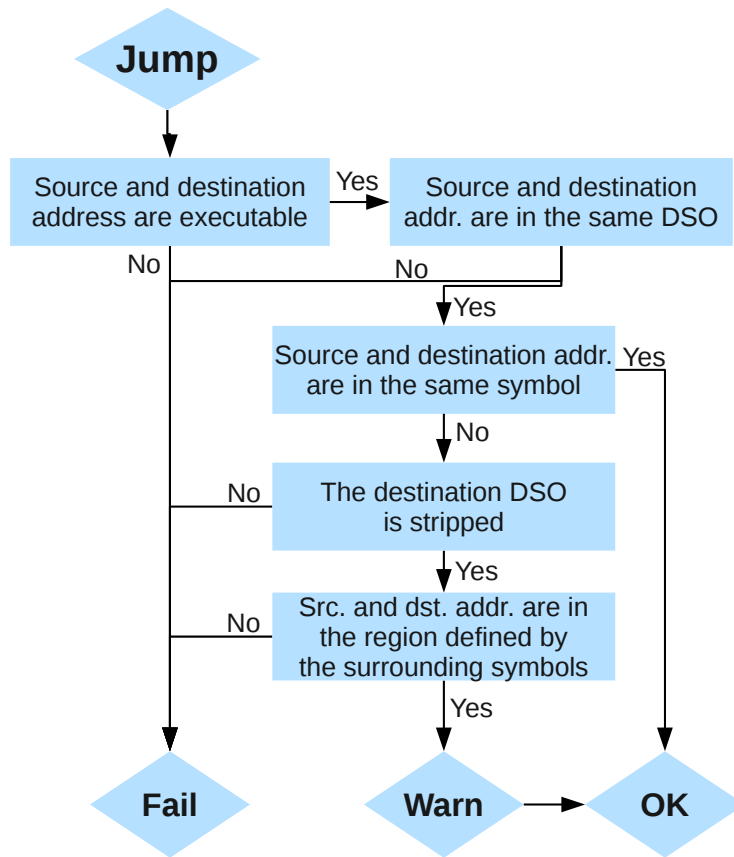 Jump
Source and destination
address are executable
Yes
Source and destination
addr. are in the same DSO
No
No
Yes
Source and destination addr.
are in the same symbol
Yes
No
The destination DSO
is stripped
No
Yes
Src. and dst. addr. are in
the region defined by
the surrounding symbols
No
Yes
Fail
Warn
OK